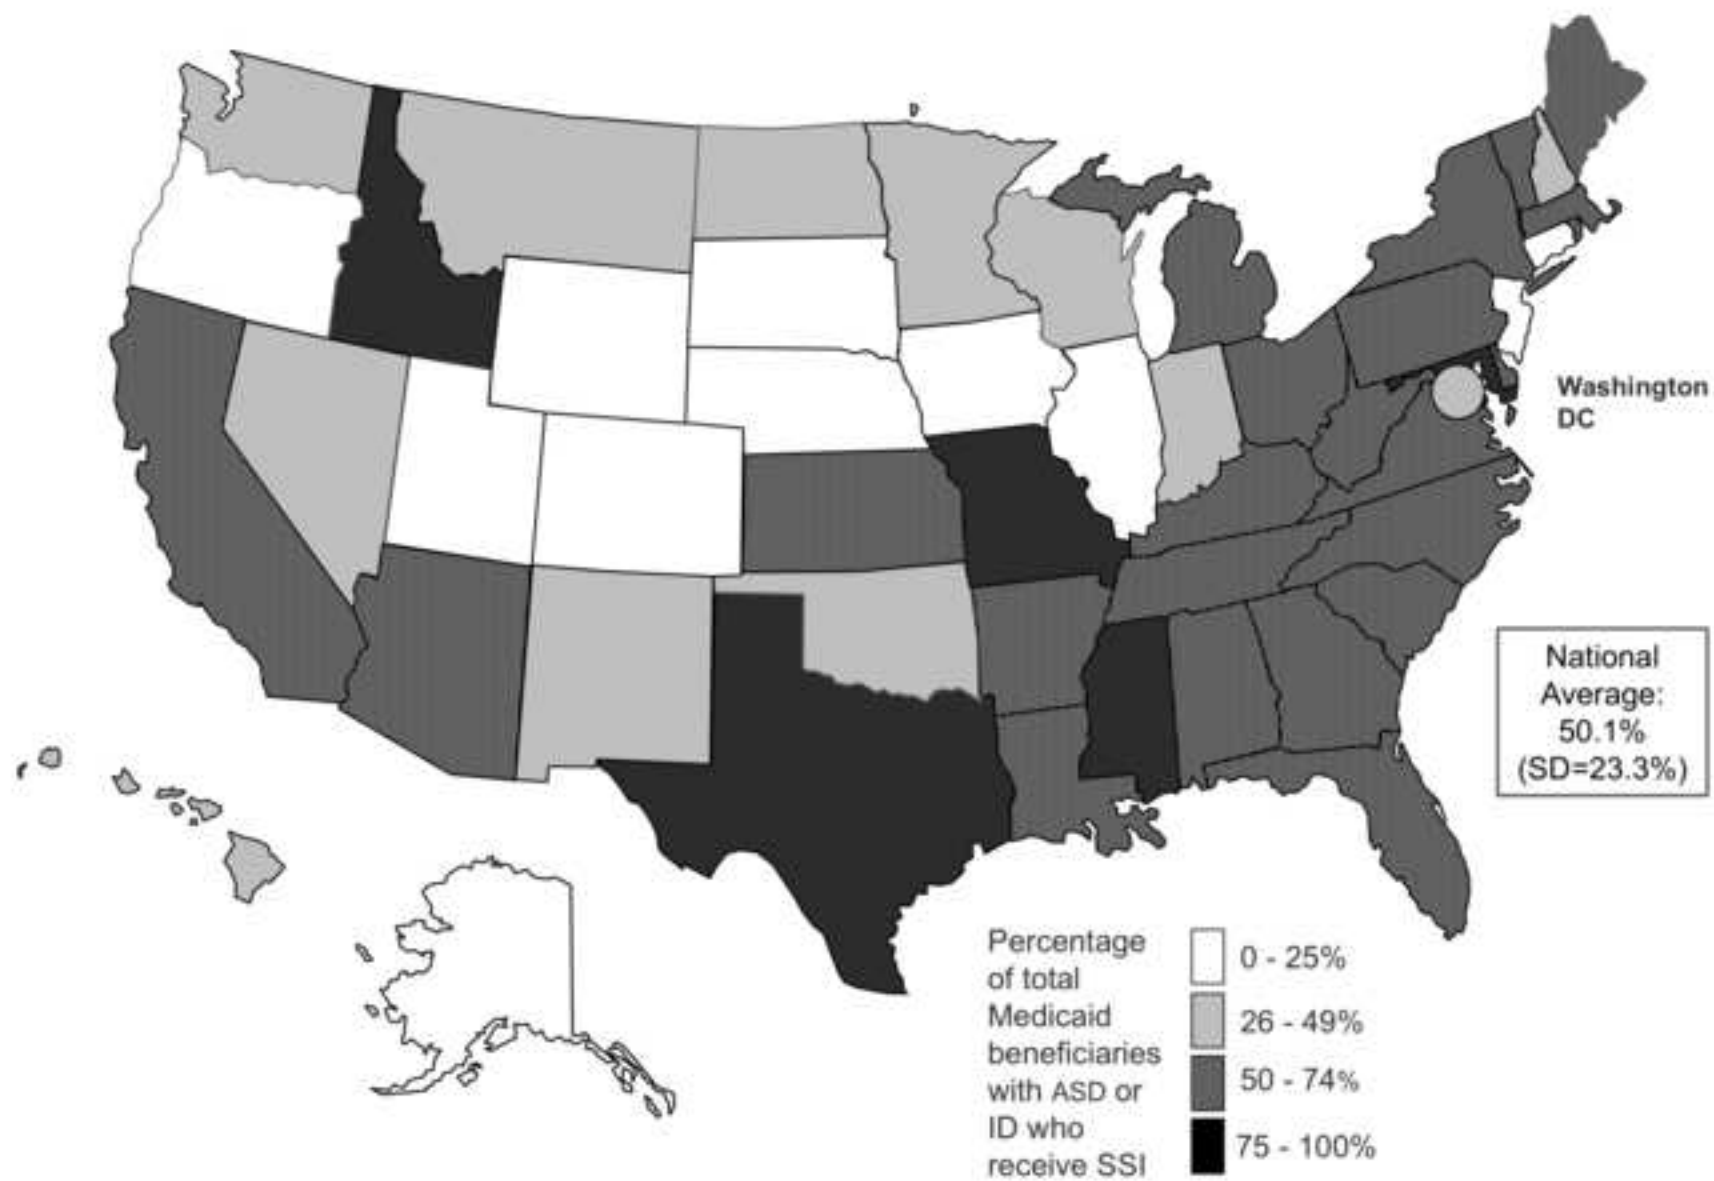 Washington
DC
National
Average:
50.1%
(SD=23.3%)
Percentage
of total
Medicaid
beneficiaries
with ASD or
ID who
receive SSI
0 - 25%
26 - 49%
50 - 74%
75 - 100%